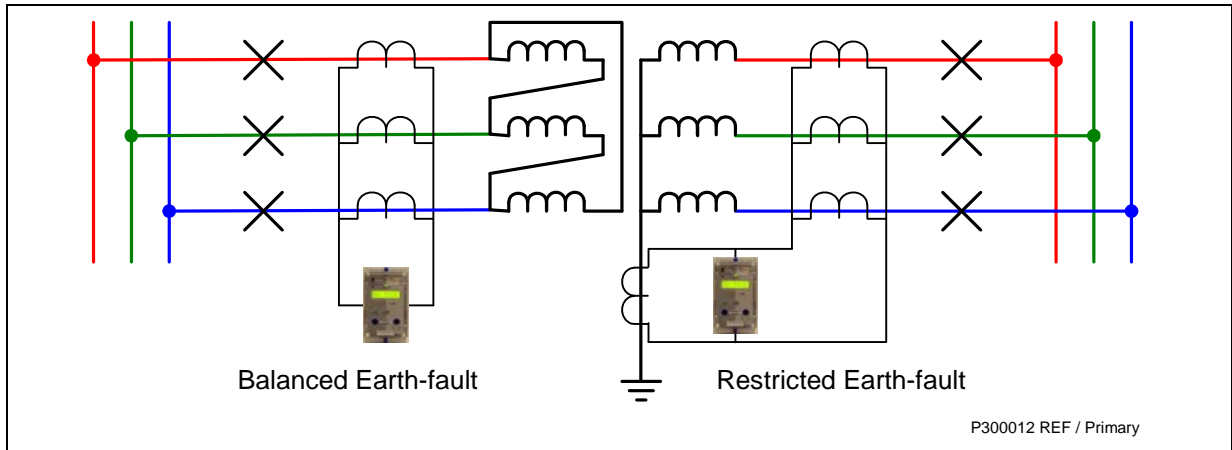 Balanced Earth-fault
Restricted Earth-fault
P300012 REF / Primary